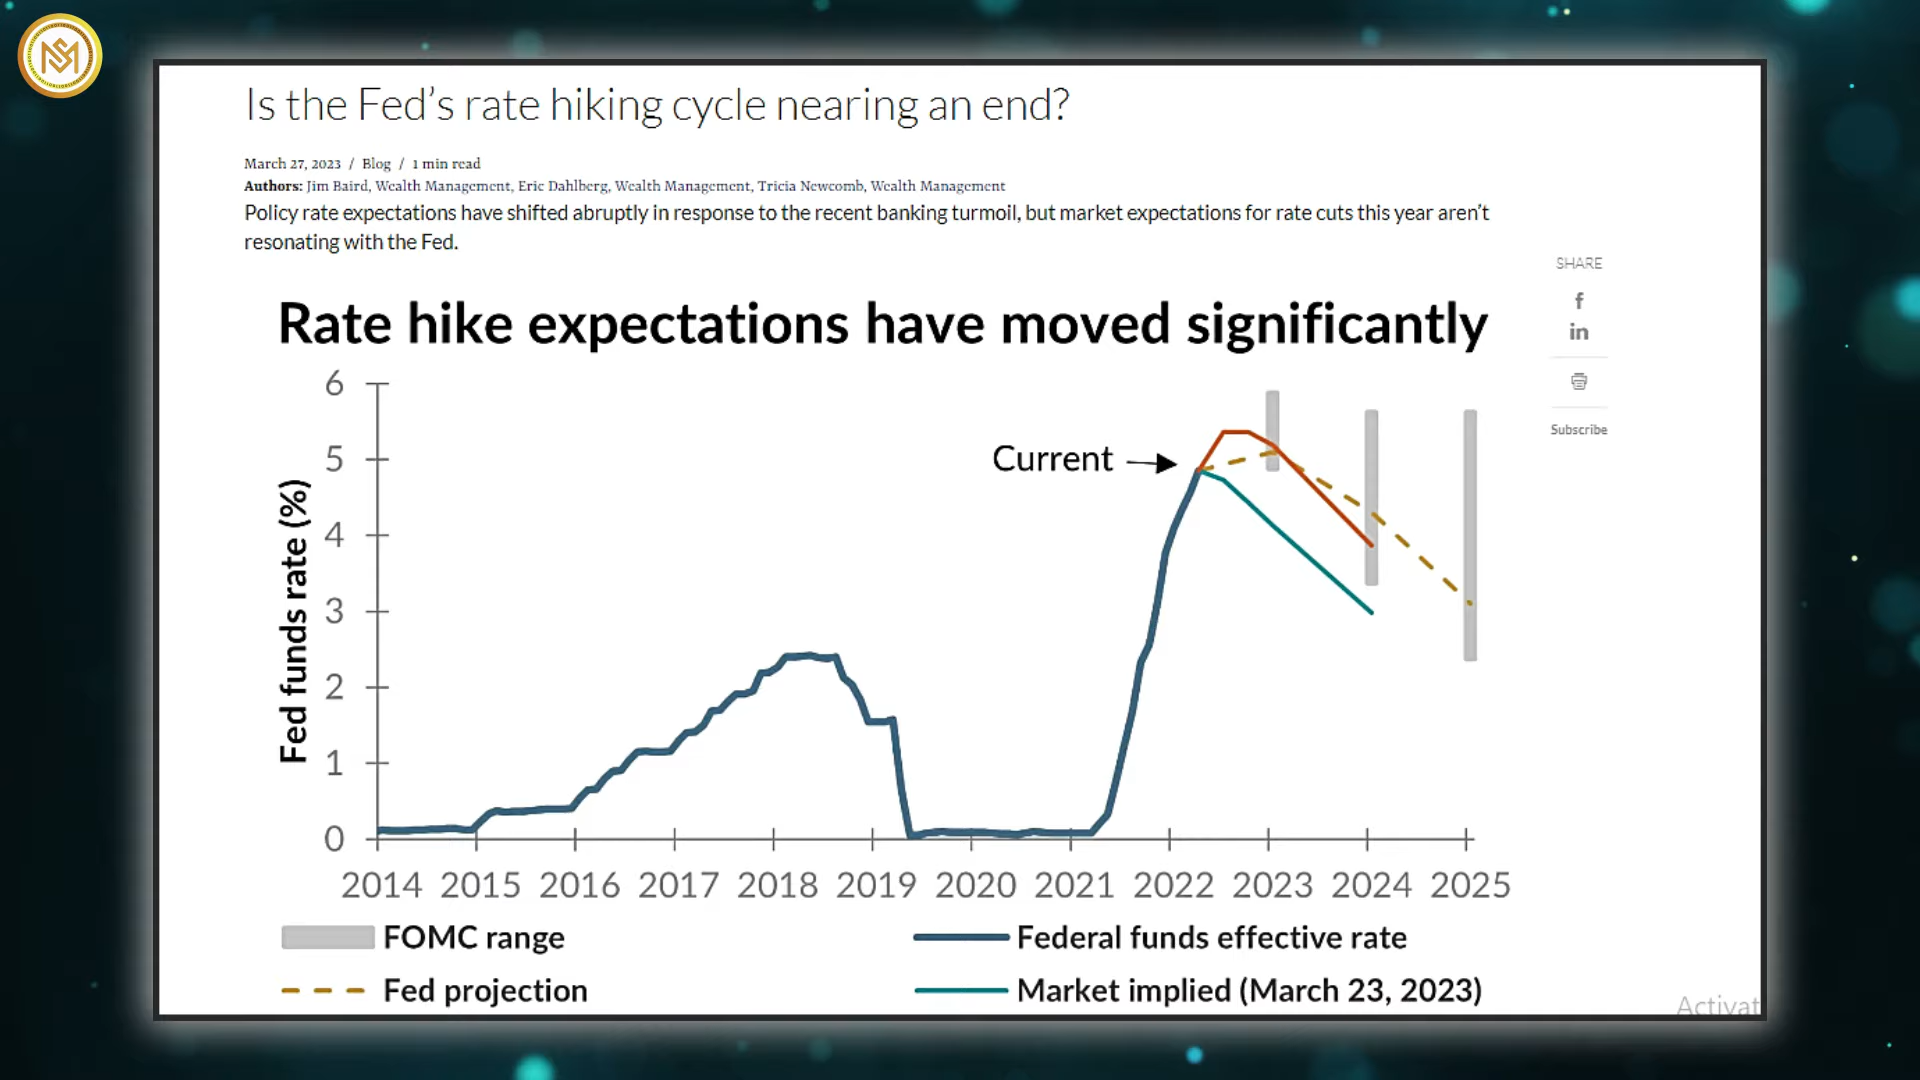 Is the Fed's rate hiking cycle nearing an end?
March 27, 2023 / Blog / 1 min read
Authors: Jim Baird, Wealth Management, Eric Dahlberg, Wealth Management, Tricia Newcomb, Wealth Management
Policy rate expectations have shifted abruptly in response to the recent banking turmoil, but market expectations for rate cuts this year aren't
resonating with the Fed.
SHARE
f
in
Subscribe
Rate hike expectations have moved significantly
Fed funds rate (%)
6
5
4
3
2
1
0
Current
2014 2015 2016 2017 2018 2019 2020 2021 2022 2023 2024 2025
FOMC range
Federal funds effective rate
Fed projection
Market implied (March 23, 2023)
Activat